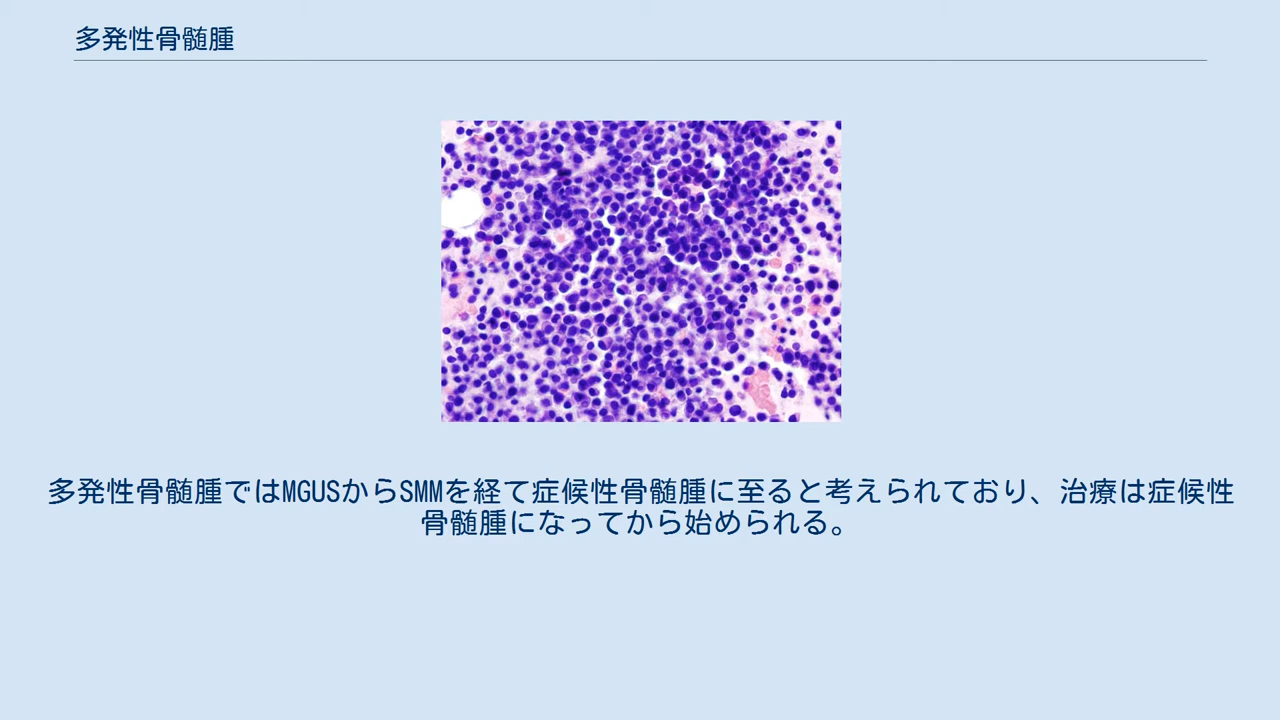 多発性骨髄腫
多発性骨髄腫ではMGUSからSMMを経て症候性骨髄腫に至ると考えられており、治療は症候性
骨髄腫になってから始められる。